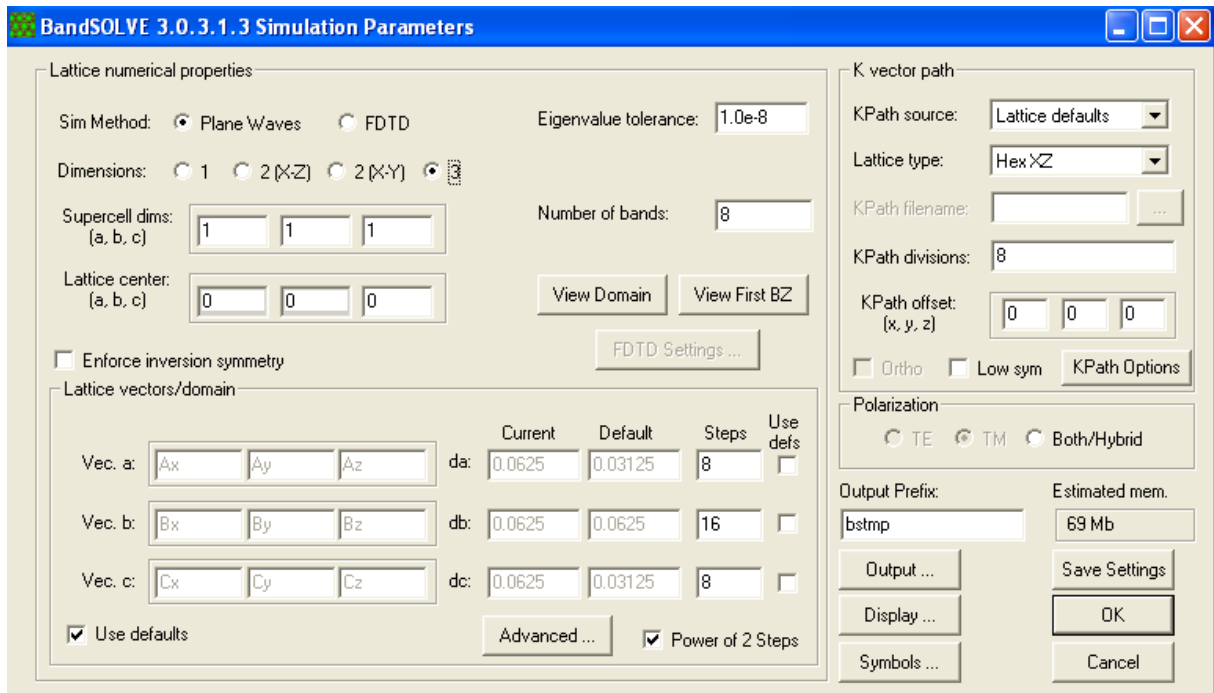 BandSOLVE 3.0.3.1.3 Simulation Parameters
Lattice numerical properties
Sim Method: Plane Waves FDTD
Eigenvalue tolerance: 1.0e-8
Dimensions: 1 2 (X-Z) 2 (X-Y) 3
Supercell dims: (a, b, c) 1 1 1
Number of bands: 8
Lattice center: (a, b, c) 0 0 0
View Domain View First BZ
FDTD Settings ...
Enforce inversion symmetry
Lattice vectors/domain
Current Default Steps Use defs
Vec. a: Ax Ay Az da: 0.0625 0.03125 8
Vec. b: Bx By Bz db: 0.0625 0.0625 16
Vec. c: Cx Cy Cz dc: 0.0625 0.03125 8
Use defaults Advanced ... Power of 2 Steps
K vector path
KPath source: Lattice defaults
Lattice type: Hex XZ
KPath filename: ...
KPath divisions: 8
KPath offset: (x, y, z) 0 0 0
Ortho Low sym KPath Options
Polarization
TE TM Both/Hybrid
Output Prefix: Estimated mem.
bstmp 69 Mb
Output ... Save Settings
Display ... OK
Symbols ... Cancel